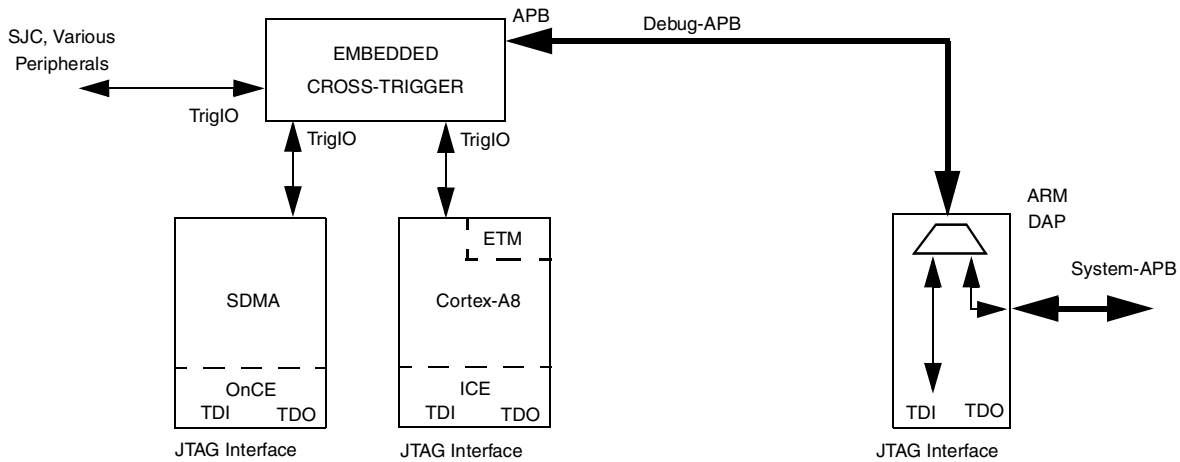 APB
Debug-APB
SJC, Various
Peripherals
EMBEDDED
CROSS-TRIGGER
TrigIO
TrigIO
TrigIO
ARM
DAP
ETM
System-APB
SDMA
Cortex-A8
OnCE
ICE
TDI
TDO
TDI
TDO
TDI
TDO
JTAG Interface
JTAG Interface
JTAG Interface